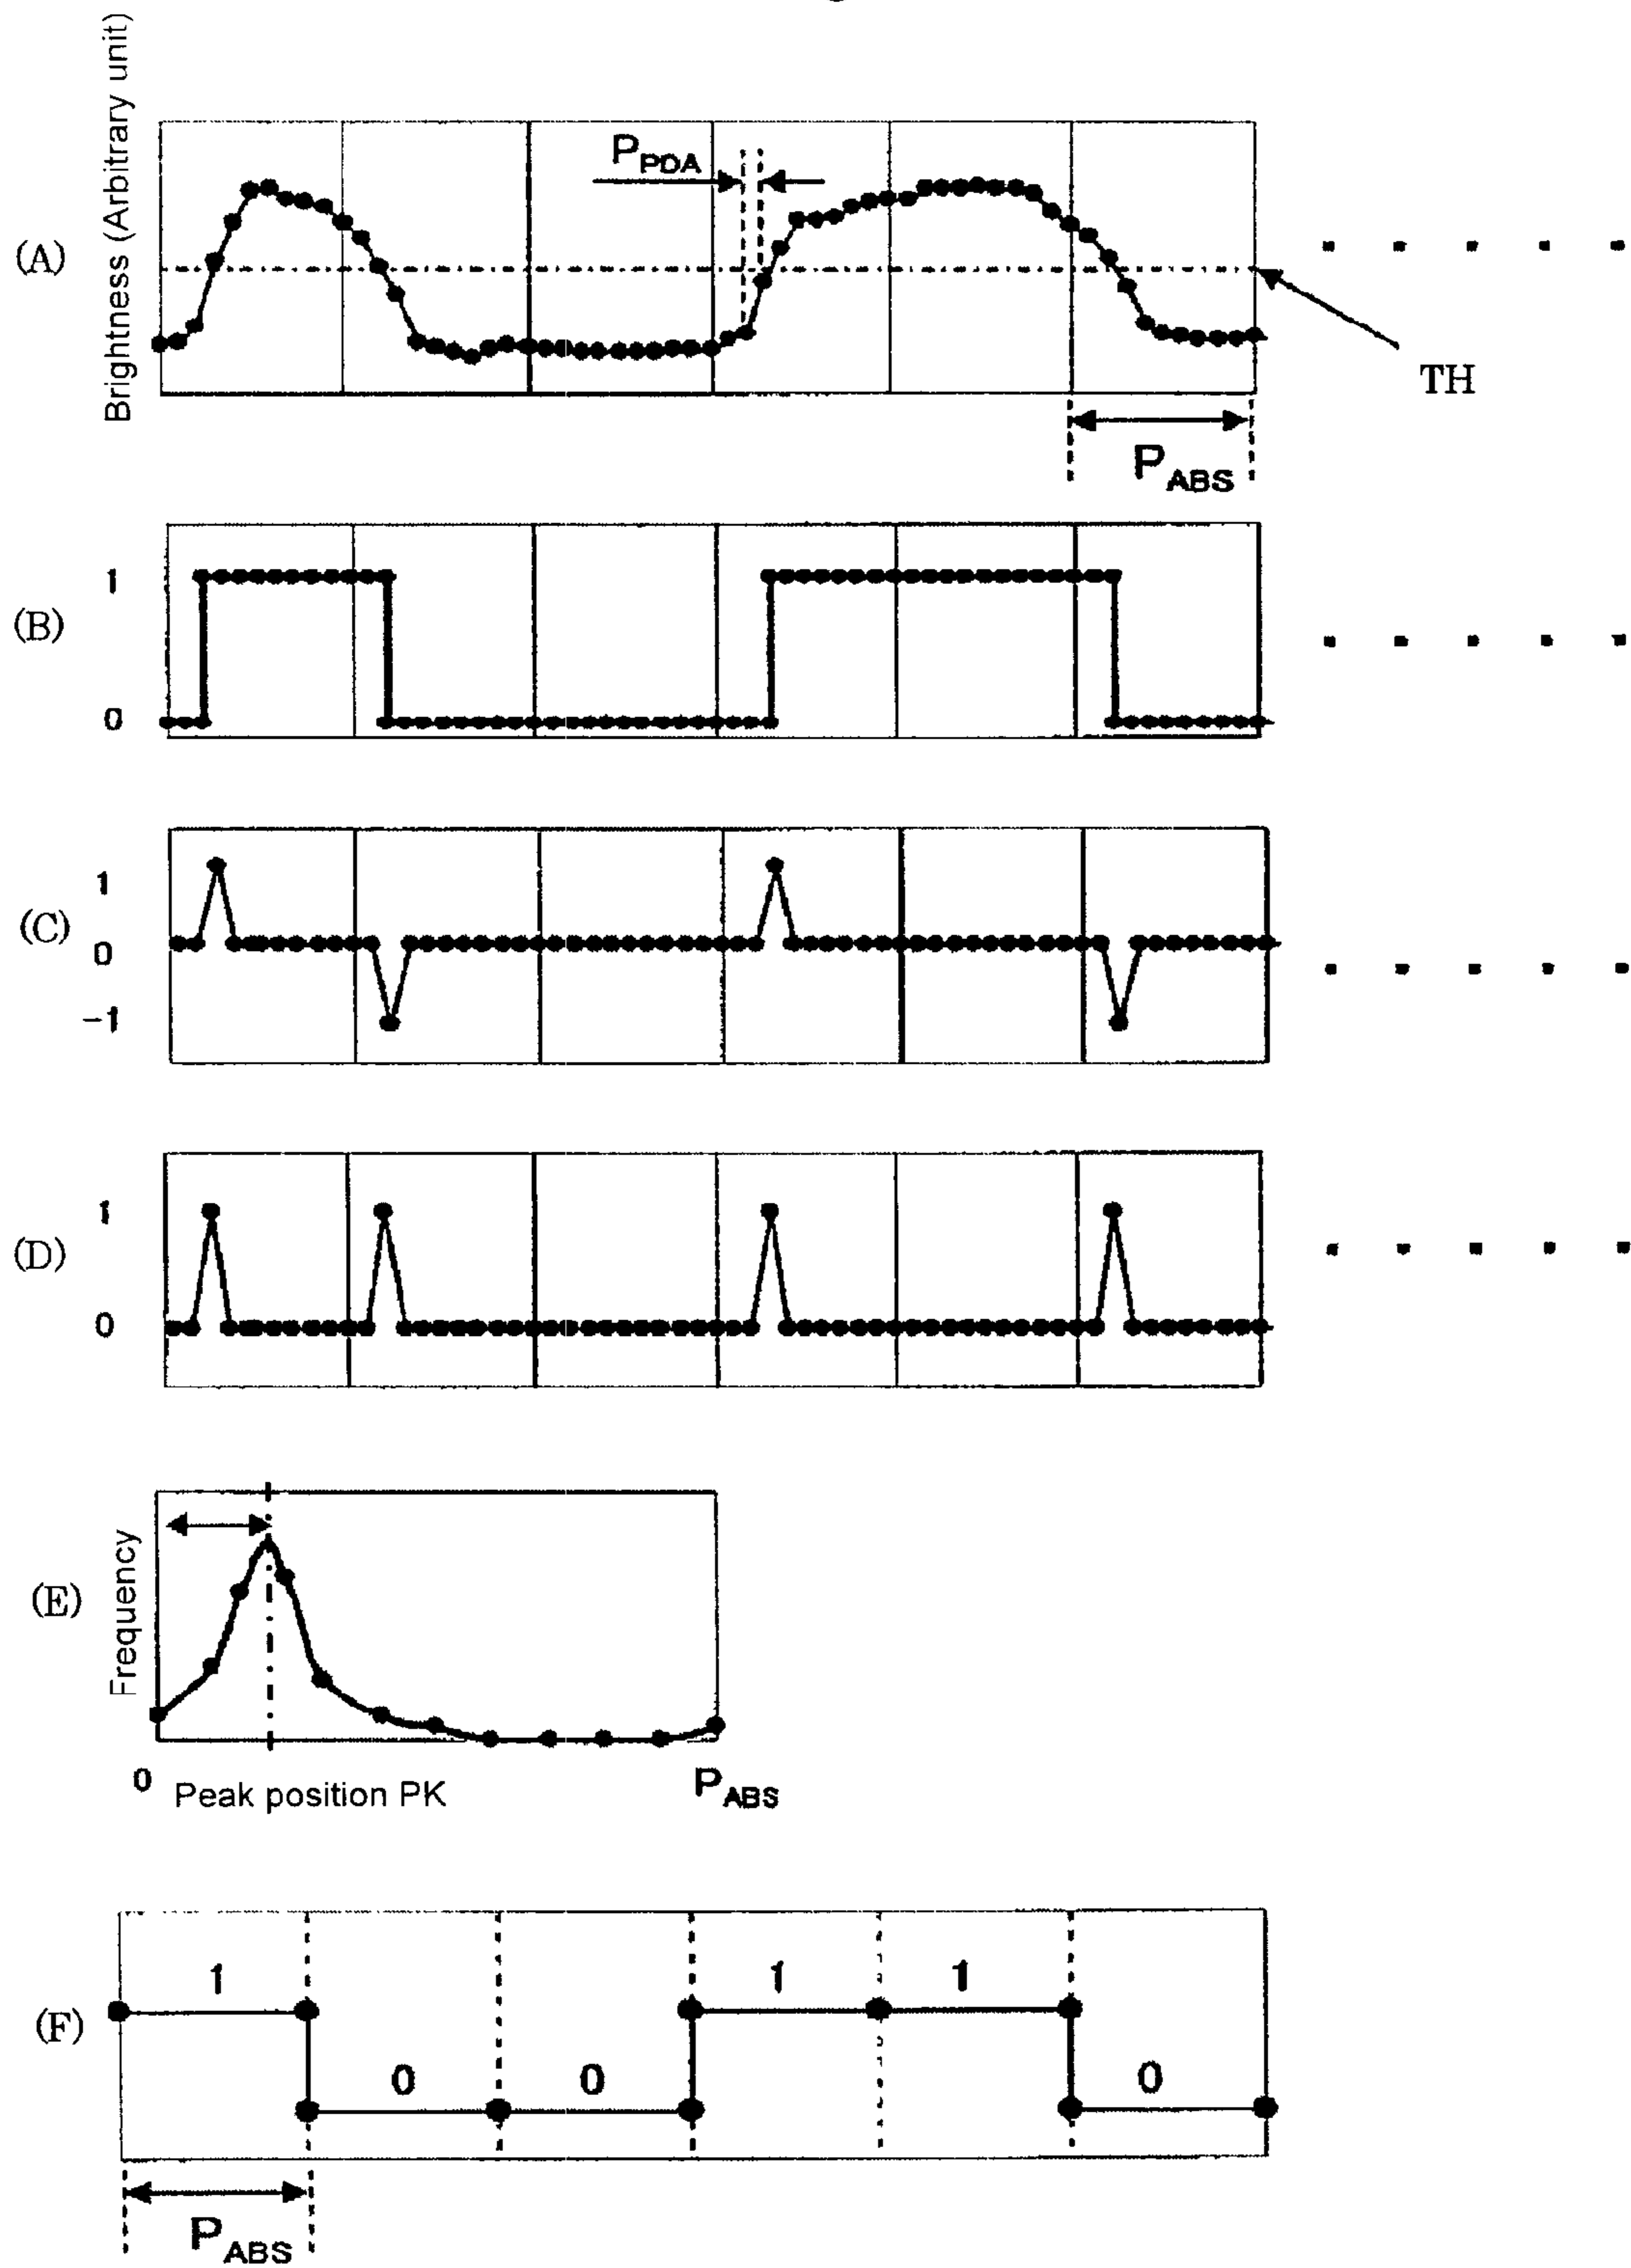 Brightness (Arbitrary unit)
(A)
PPDA
TH
PABS
(B)
1
0
(C)
1
0
-1
(D)
1
0
(E)
Frequency
0
Peak position PK
PABS
(F)
1
0
0
1
1
0
PABS